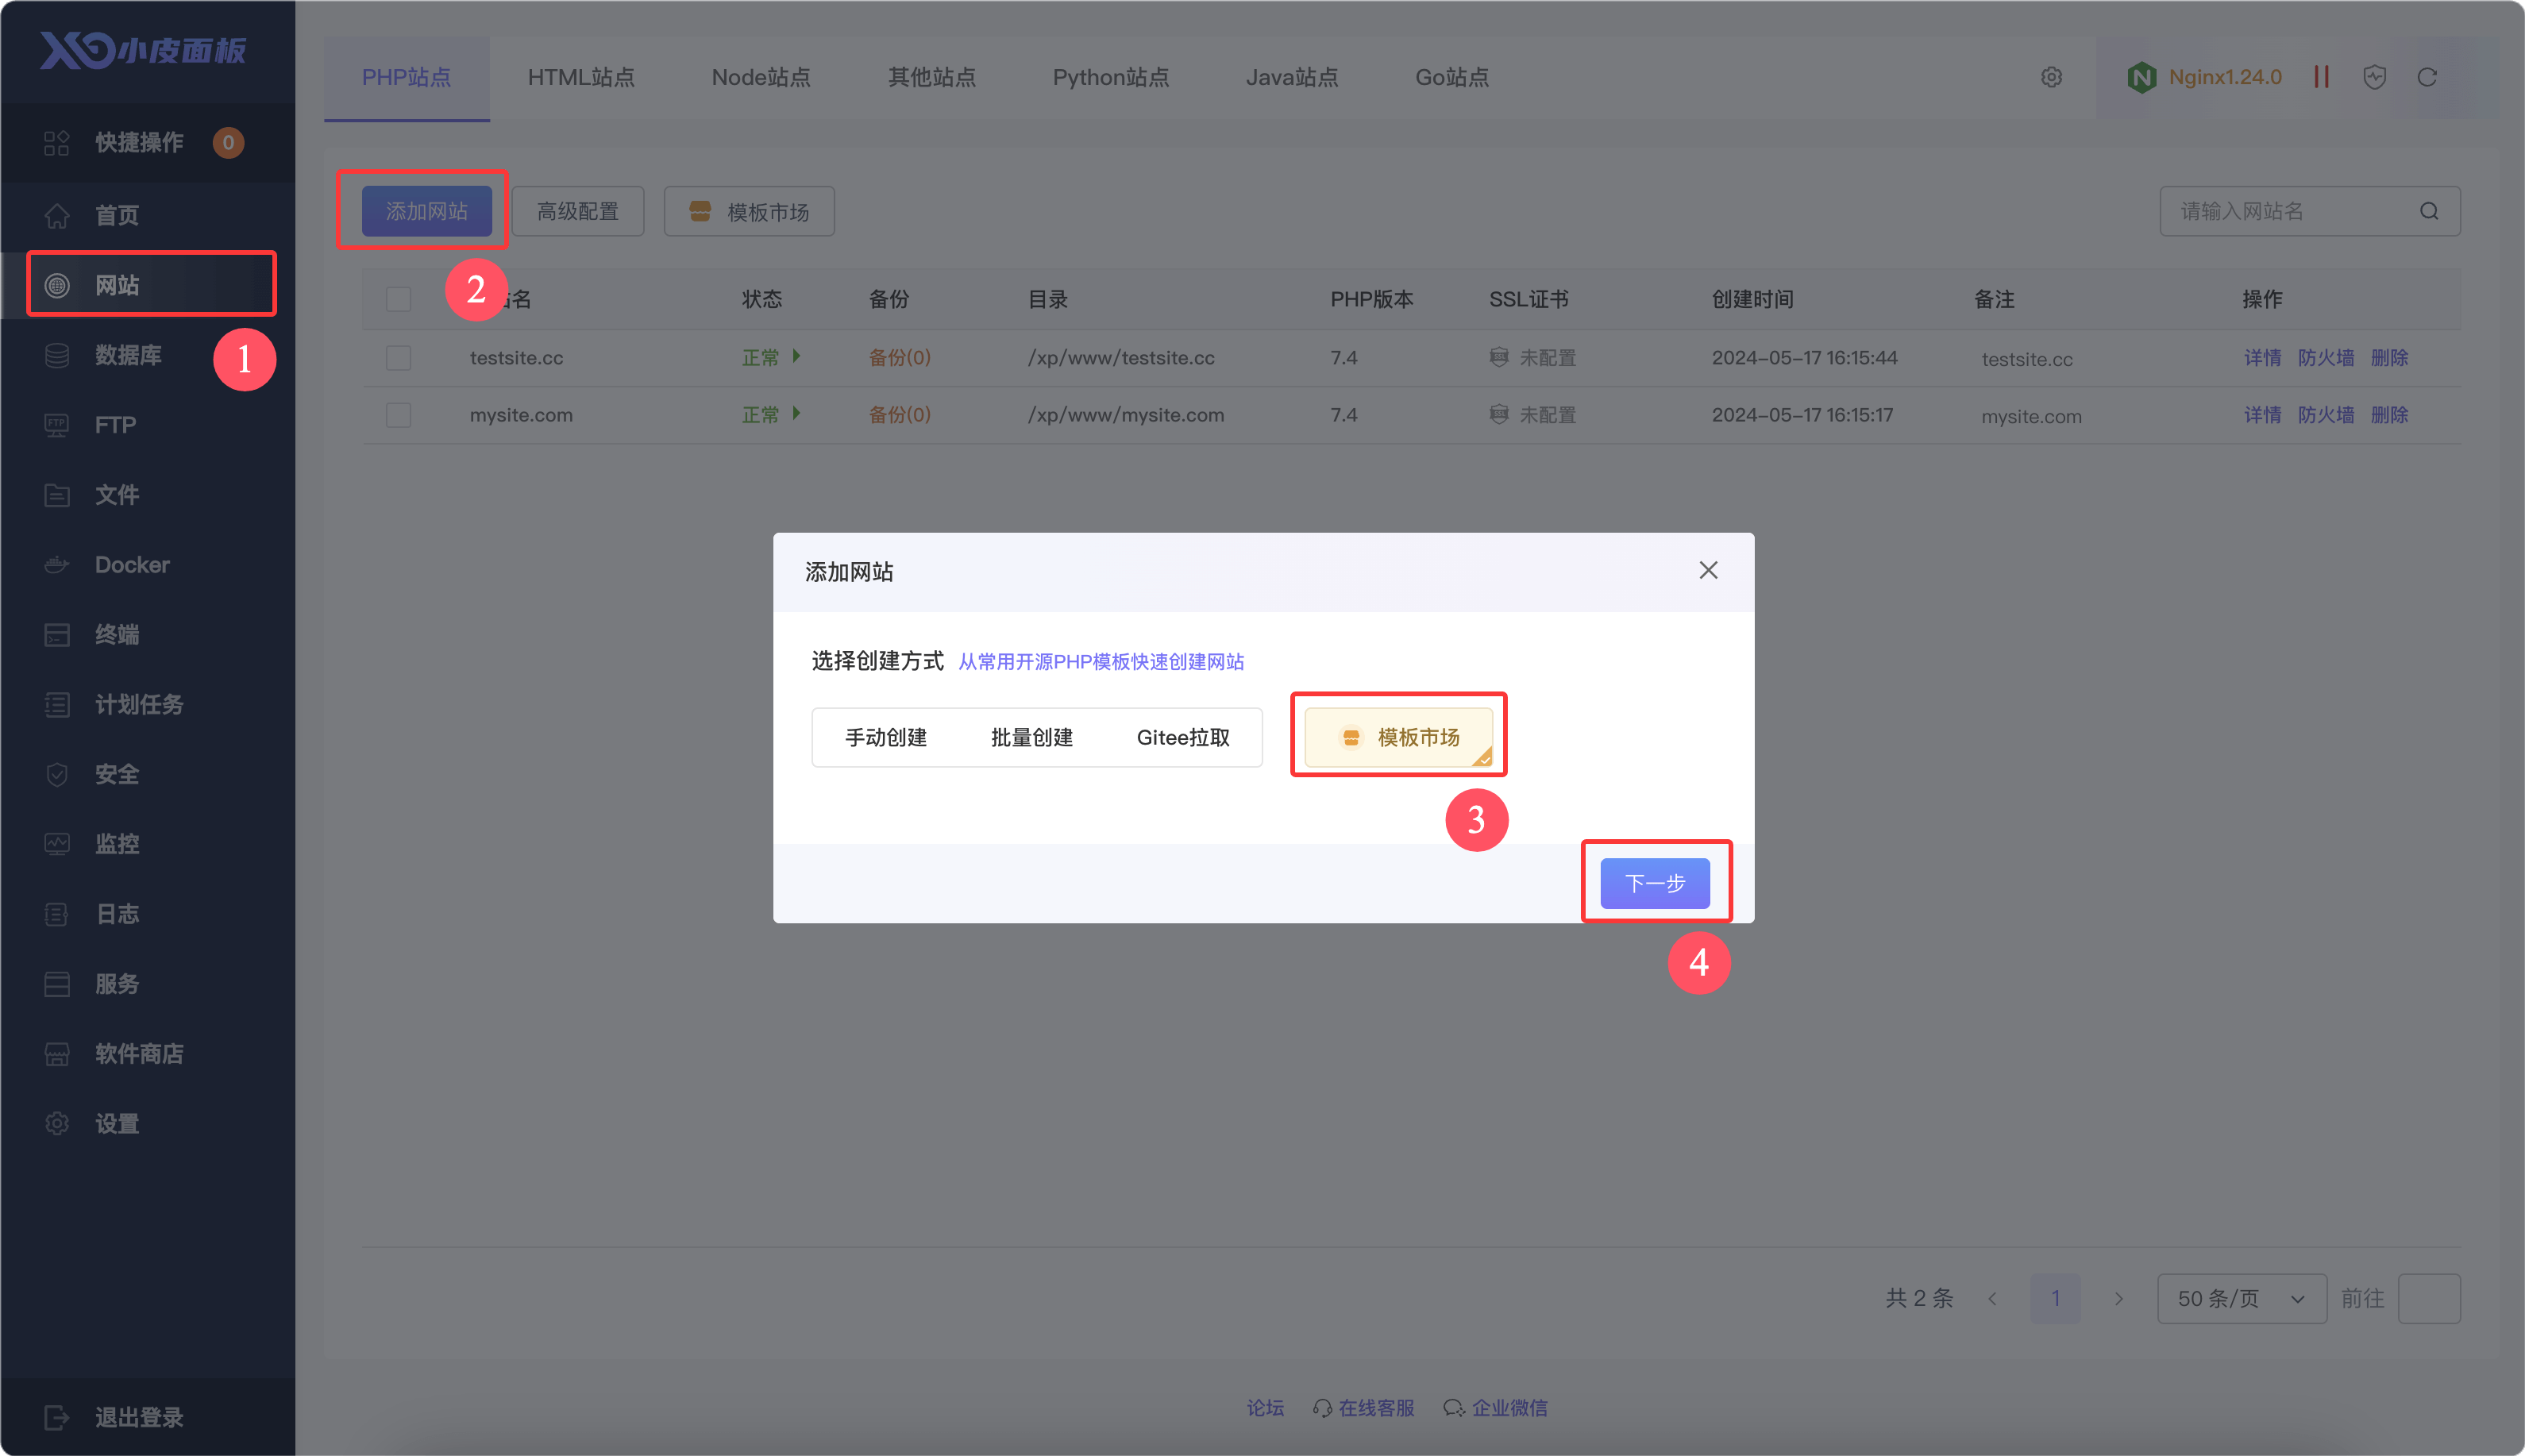 小皮面板
快捷操作 0
首页
网站
1
数据库
FTP
文件
Docker
终端
计划任务
安全
监控
日志
服务
软件商店
设置
退出登录
PHP站点 HTML站点 Node站点 其他站点 Python站点 Java站点 Go站点 Nginx1.24.0
添加网站 高级配置 模板市场 请输入网站名
2
名 状态 备份 目录 PHP版本 SSL证书 创建时间 备注 操作
testsite.cc 正常 备份(0) /xp/www/testsite.cc 7.4 未配置 2024-05-17 16:15:44 testsite.cc 详情 防火墙 删除
mysite.com 正常 备份(0) /xp/www/mysite.com 7.4 未配置 2024-05-17 16:15:17 mysite.com 详情 防火墙 删除
添加网站
选择创建方式 从常用开源PHP模板快速创建网站
手动创建 批量创建 Gitee拉取 模板市场
3
下一步
4
共 2 条 1 50 条/页 前往
论坛 在线客服 企业微信